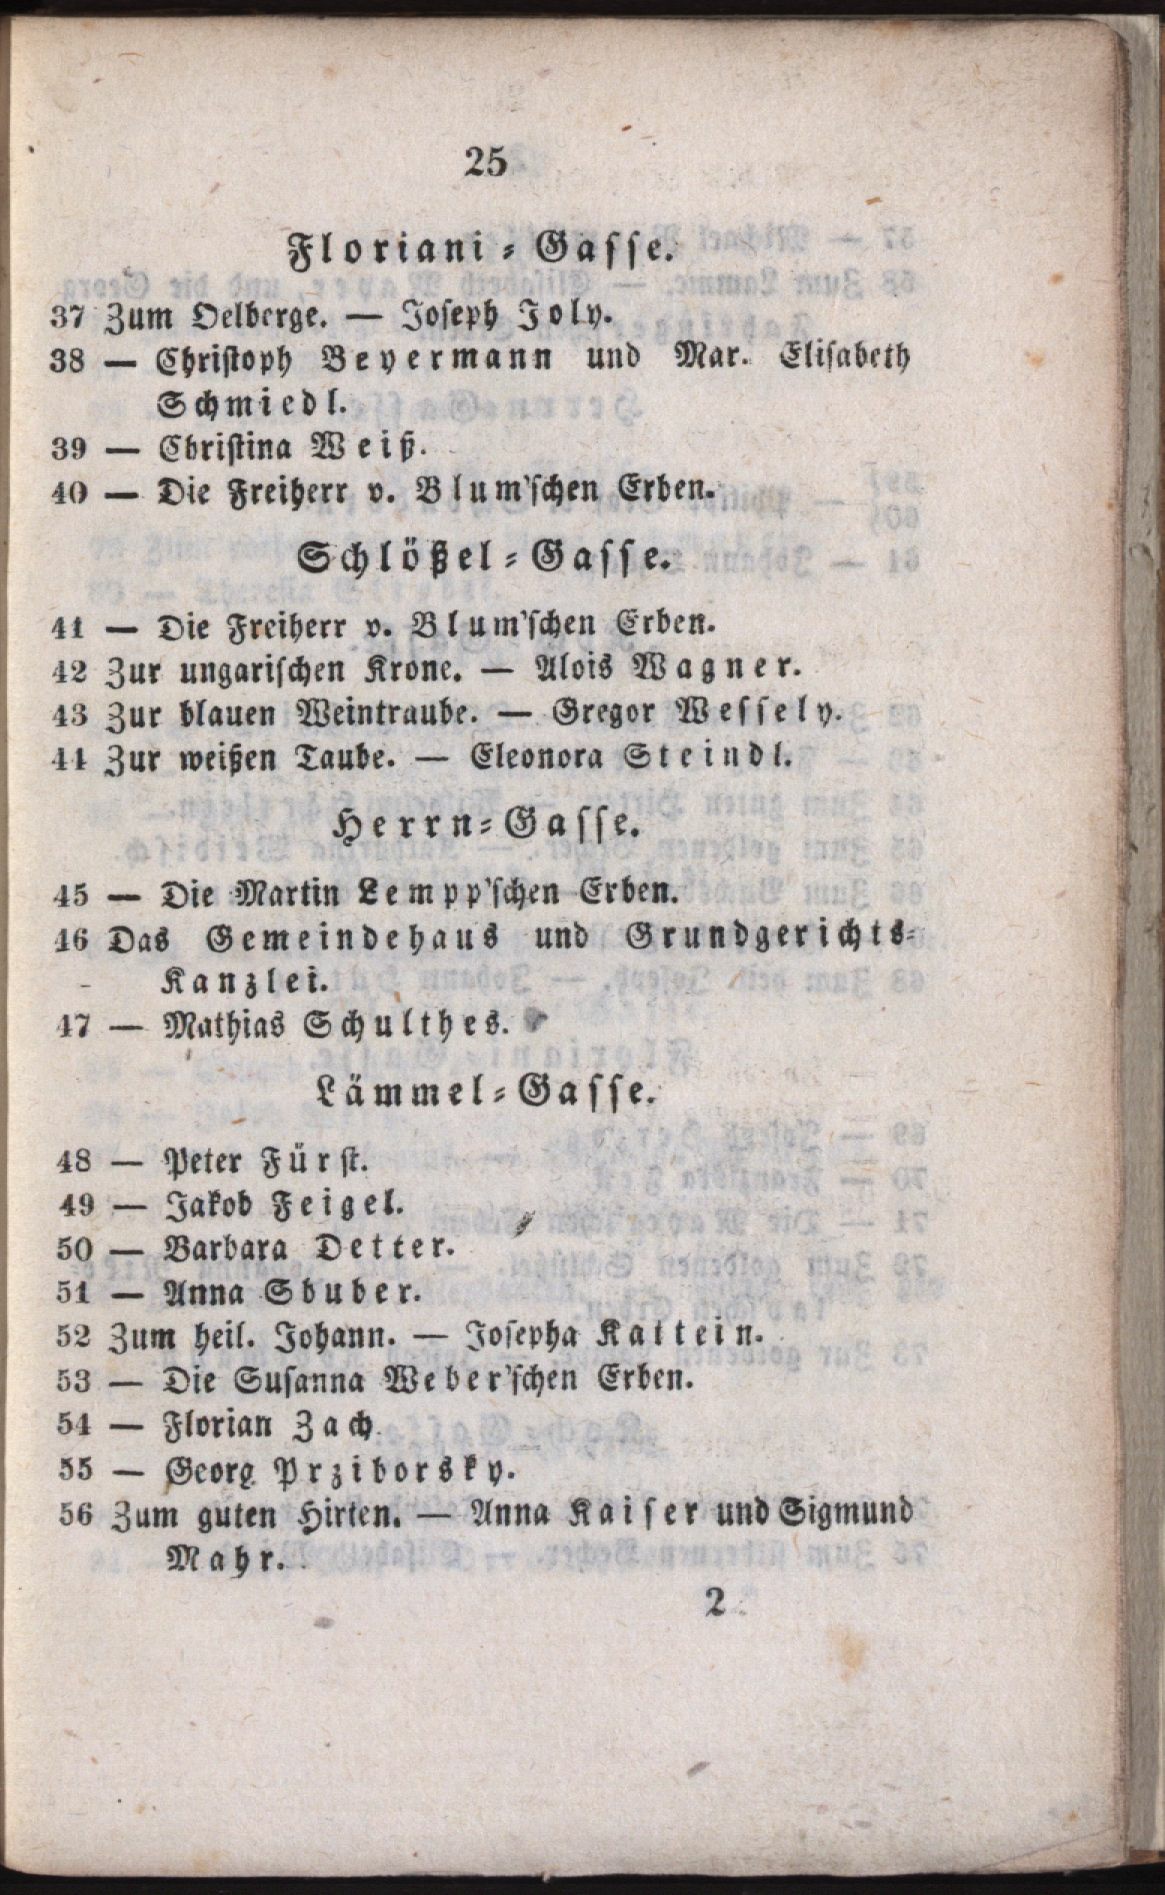 25
Floriani-Gasse.
37 Zum Oelberge. — Joseph Joly.
38 — Christoph Beyermann und Mar. Elisabeth
Schmiedl.
39 — Christina Weiß.
40 — Die Freiherr v. Blum'schen Erben.
Schlößel-Gasse.
41 — Die Freiherr v. Blum'schen Erben.
42 Zur ungarischen Krone. — Alois Wagner.
43 Zur blauen Weintraube. — Gregor Wessely.
44 Zur weißen Taube. — Eleonora Steindl.
Herrn-Gasse.
45 — Die Martin Lempp'schen Erben.
46 Das Gemeindehaus und Grundgerichts-
Kanzlei.
47 — Mathias Schulthes.
Lämmel-Gasse.
48 — Peter Fürst.
49 — Jakob Feigel.
50 — Barbara Detter.
51 — Anna Shuber.
52 Zum heil. Johann. — Josepha Kattein.
53 — Die Susanna Weber'schen Erben.
54 — Florian Zach.
55 — Georg Prziborsky.
56 Zum guten Hirten. — Anna Kaiser und Sigmund
Mahr.
2